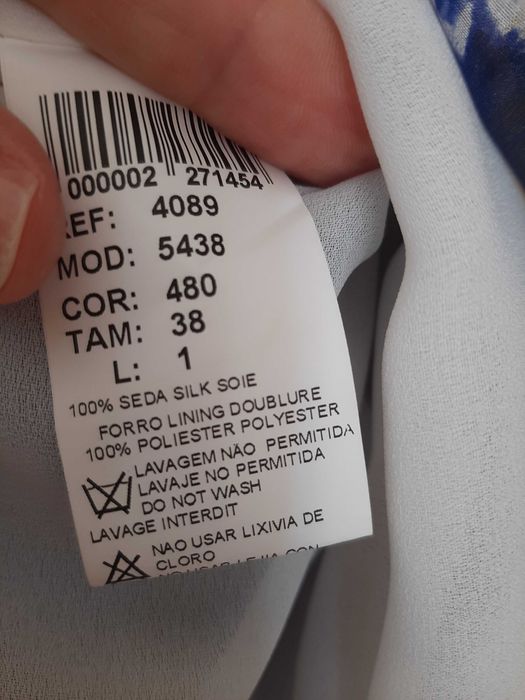 000002 271454
REF: 4089
MOD: 5438
COR: 480
TAM: 38
L: 1
100% SEDA SILK SOIE
FORRO LINING DOUBLURE
100% POLIESTER POLYESTER
LAVAGEM NÃO PERMITIDA
LAVAJE NO PERMITIDA
DO NOT WASH
LAVAGE INTERDIT
NAO USAR LIXIVIA DE
CLORO